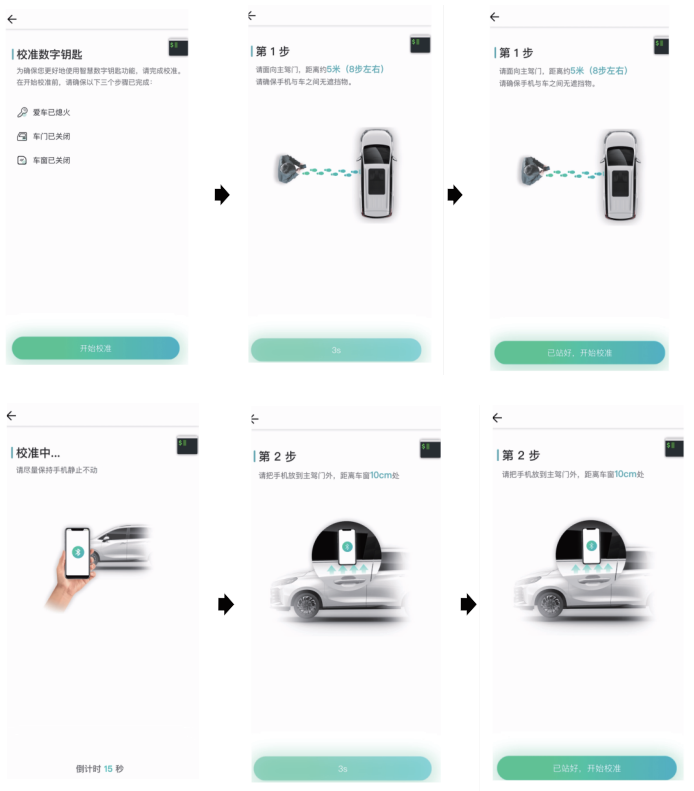 校准数字钥匙
为确保您更好地使用智慧数字钥匙功能，请完成校准。
在开始校准前，请确保以下三个步骤已完成：
爱车已熄火
车门已关闭
车窗已关闭
开始校准
第 1 步
请面向主驾门，距离约5米（8步左右）
请确保手机与车之间无遮挡物。
3s
第 1 步
请面向主驾门，距离约5米（8步左右）
请确保手机与车之间无遮挡物。
已站好，开始校准
校准中...
请尽量保持手机静止不动
倒计时 15 秒
第 2 步
请把手机放到主驾门外，距离车窗10cm处
3s
第 2 步
请把手机放到主驾门外，距离车窗10cm处
已站好，开始校准